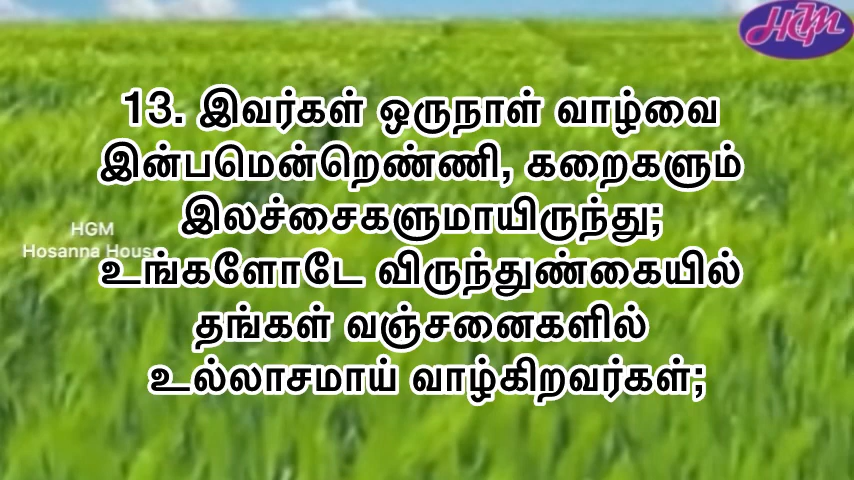 HGM
13. இவர்கள் ஒருநாள் வாழ்வை
இன்பமென்றெண்ணி, கறைகளும்
இலச்சைகளுமாயிருந்து;
HGM
Hosanna House
உங்களோடே விருந்துண்கையில்
தங்கள் வஞ்சனைகளில்
உல்லாசமாய் வாழ்கிறவர்கள்;